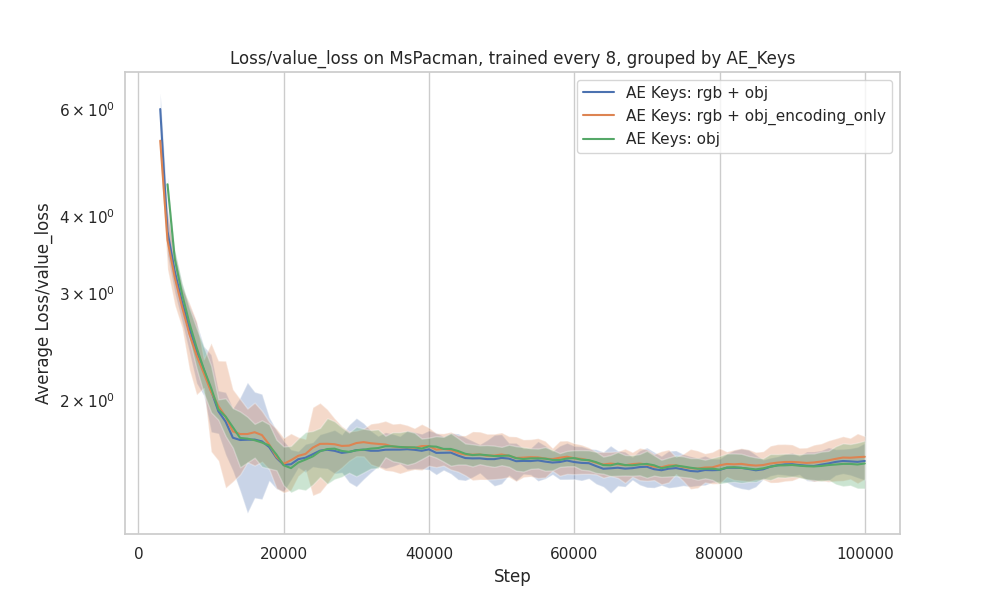 Loss/value_loss on MsPacman, trained every 8, grouped by AE_Keys
AE Keys: rgb + obj
AE Keys: rgb + obj_encoding_only
AE Keys: obj
6 × 10⁰
4 × 10⁰
3 × 10⁰
2 × 10⁰
Average Loss/value_loss
0 20000 40000 60000 80000 100000
Step